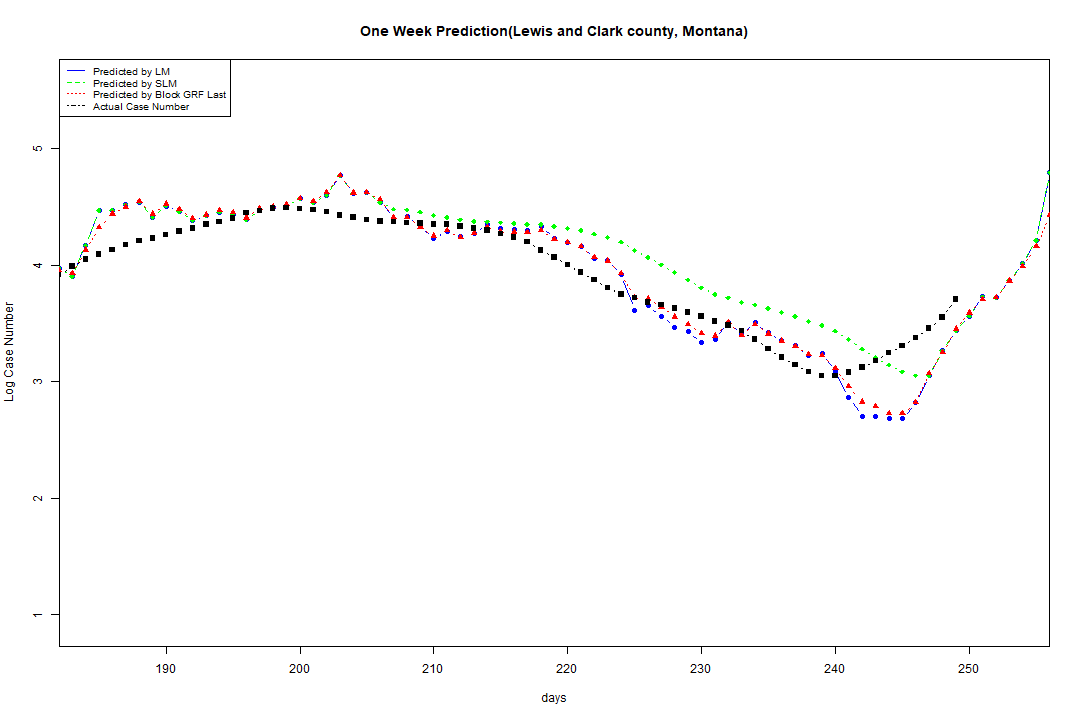 One Week Prediction(Lewis and Clark county, Montana)
Predicted by LM
Predicted by SLM
Predicted by Block GRF Last
Actual Case Number
5
4
3
2
1
Log Case Number
190 200 210 220 230 240 250
days